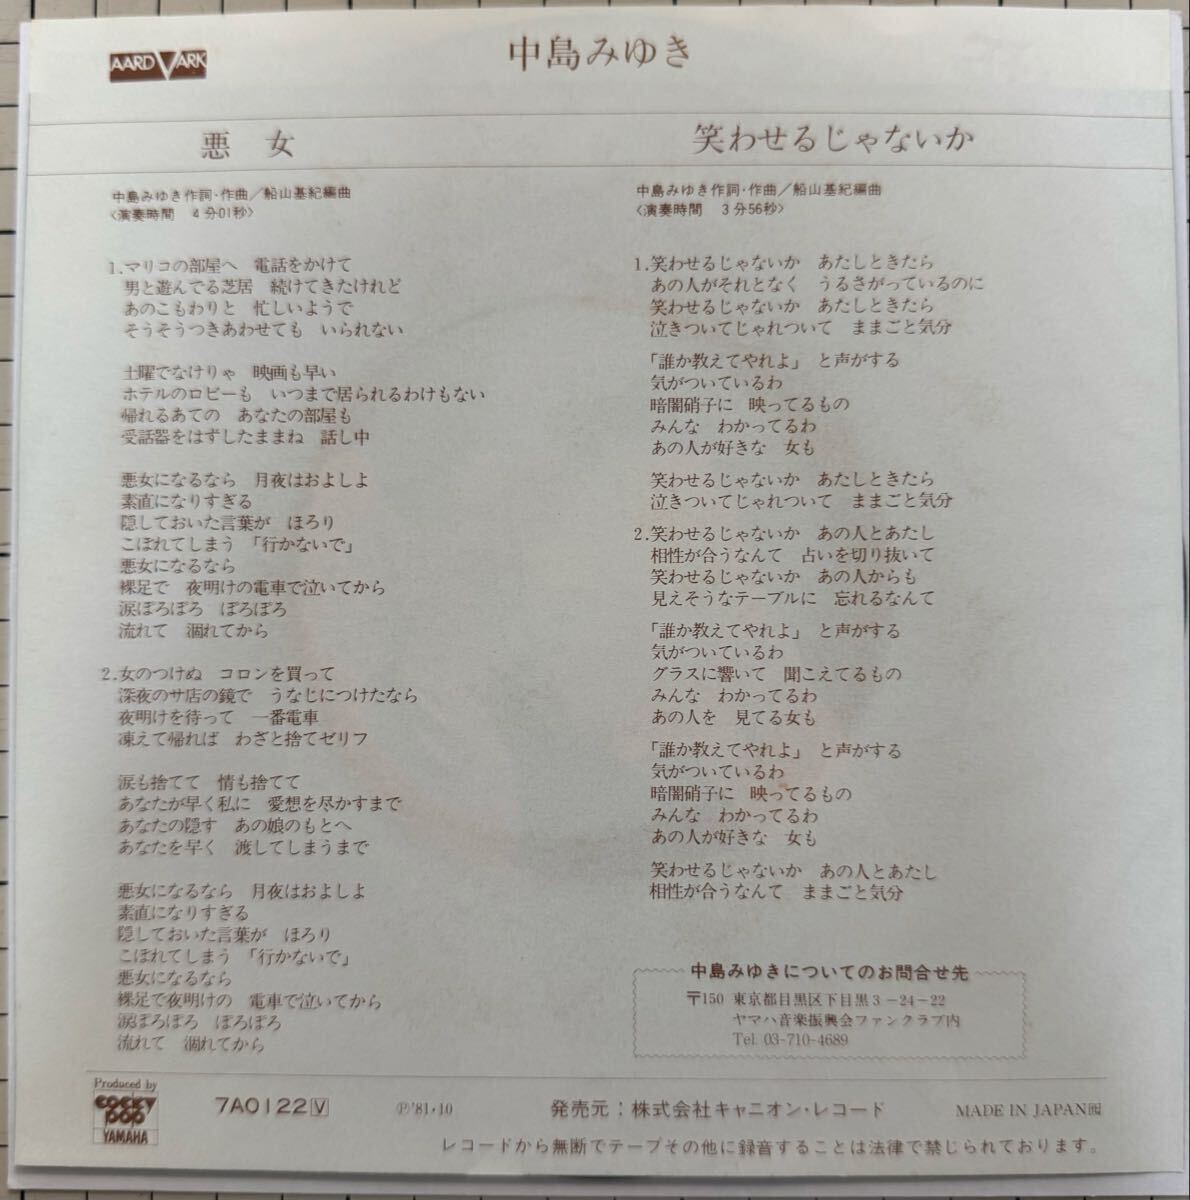 AARDVARK
中島みゆき
悪女
中島みゆき作詞・作曲／船山基紀編曲
〈演奏時間　4分01秒〉
1.マリコの部屋へ　電話をかけて
男と遊んでる芝居　続けてきたけれど
あのこもわりと　忙しいようで
そうそうつきあわせても　いられない
土曜でなけりゃ　映画も早い
ホテルのロビーも　いつまで居られるわけもない
帰れるあての　あなたの部屋も
受話器をはずしたままね　話し中
悪女になるなら　月夜はおよしよ
素直になりすぎる
隠しておいた言葉が　ほろり
こぼれてしまう　「行かないで」
悪女になるなら
裸足で　夜明けの電車で泣いてから
涙ぽろぽろ　ぽろぽろ
流れて　涸れてから
2.女のつけぬ　コロンを買って
深夜のサ店の鏡で　うなじにつけたなら
夜明けを待って　一番電車
凍えて帰れば　わざと捨てゼリフ
涙も捨てて　情も捨てて
あなたが早く私に　愛想を尽かすまで
あなたの隠す　あの娘のもとへ
あなたを早く　渡してしまうまで
悪女になるなら　月夜はおよしよ
素直になりすぎる
隠しておいた言葉が　ほろり
こぼれてしまう　「行かないで」
悪女になるなら
裸足で夜明けの　電車で泣いてから
涙ぽろぽろ　ぽろぽろ
流れて　涸れてから
笑わせるじゃないか
中島みゆき作詞・作曲／船山基紀編曲
〈演奏時間　3分56秒〉
1.笑わせるじゃないか　あたしときたら
あの人がそれとなく　うるさがっているのに
笑わせるじゃないか　あたしときたら
泣きついてじゃれついて　ままごと気分
「誰か教えてやれよ」　と声がする
気がついているわ
暗闇硝子に　映ってるもの
みんな　わかってるわ
あの人が好きな　女も
笑わせるじゃないか　あたしときたら
泣きついてじゃれついて　ままごと気分
2.笑わせるじゃないか　あの人とあたし
相性が合うなんて　占いを切り抜いて
笑わせるじゃないか　あの人からも
見えそうなテーブルに　忘れるなんて
「誰か教えてやれよ」　と声がする
気がついているわ
グラスに響いて　聞こえてるもの
みんな　わかってるわ
あの人を　見てる女も
「誰か教えてやれよ」　と声がする
気がついているわ
暗闇硝子に　映ってるもの
みんな　わかってるわ
あの人が好きな　女も
笑わせるじゃないか　あの人とあたし
相性が合うなんて　ままごと気分
中島みゆきについてのお問合せ先
〒150　東京都目黒区下目黒3－24－22
ヤマハ音楽振興会ファンクラブ内
Tel. 03-710-4689
Produced by
COCKY POP
YAMAHA
7A0122 V
Ⓟ'81・10
発売元：株式会社キャニオン・レコード
MADE IN JAPAN
レコードから無断でテープその他に録音することは法律で禁じられております。